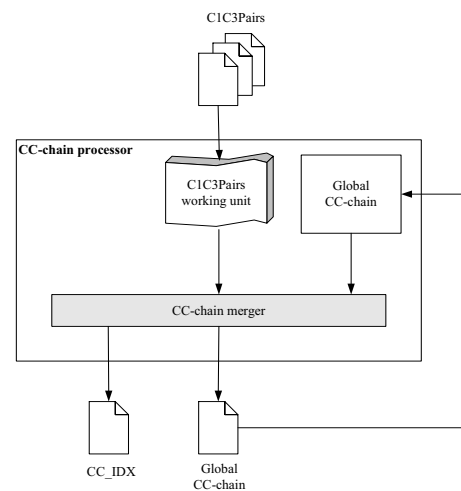 C1C3Pairs
CC-chain processor
C1C3Pairs
working unit
Global
CC-chain
CC-chain merger
CC_IDX
Global
CC-chain